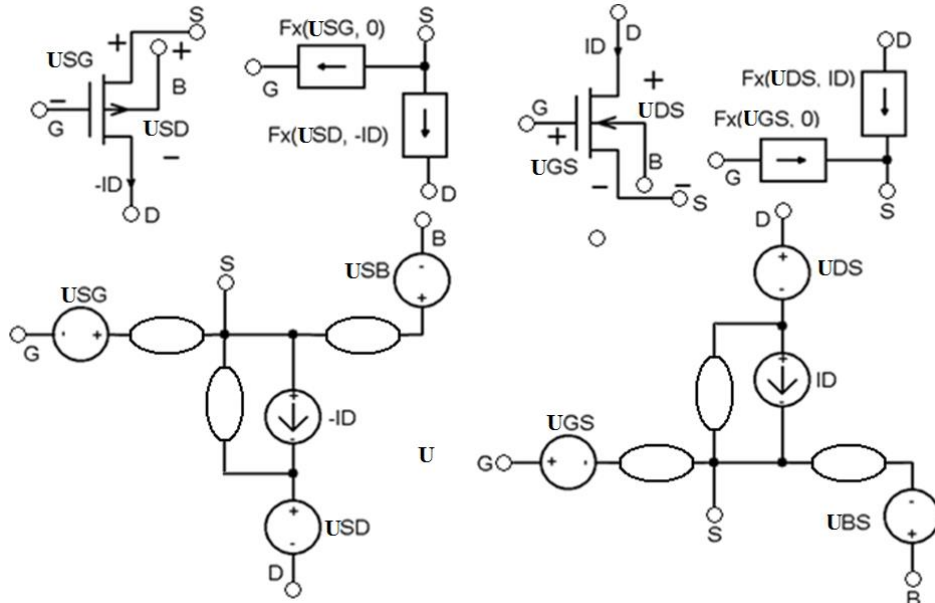 S
USG
+
+
B
−
G
USD
−
-ID
D
Fx(USG, 0)
S
G
Fx(USD, -ID)
D
D
ID
+
G
UDS
+
B
UGS
−
−
S
D
Fx(UDS, ID)
Fx(UGS, 0)
G
S
B
USB
-
+
S
USG
-
+
G
+
-ID
-
U
+
USD
-
D
D
+
UDS
-
+
ID
-
UGS
G
+
-
S
-
UBS
+
B